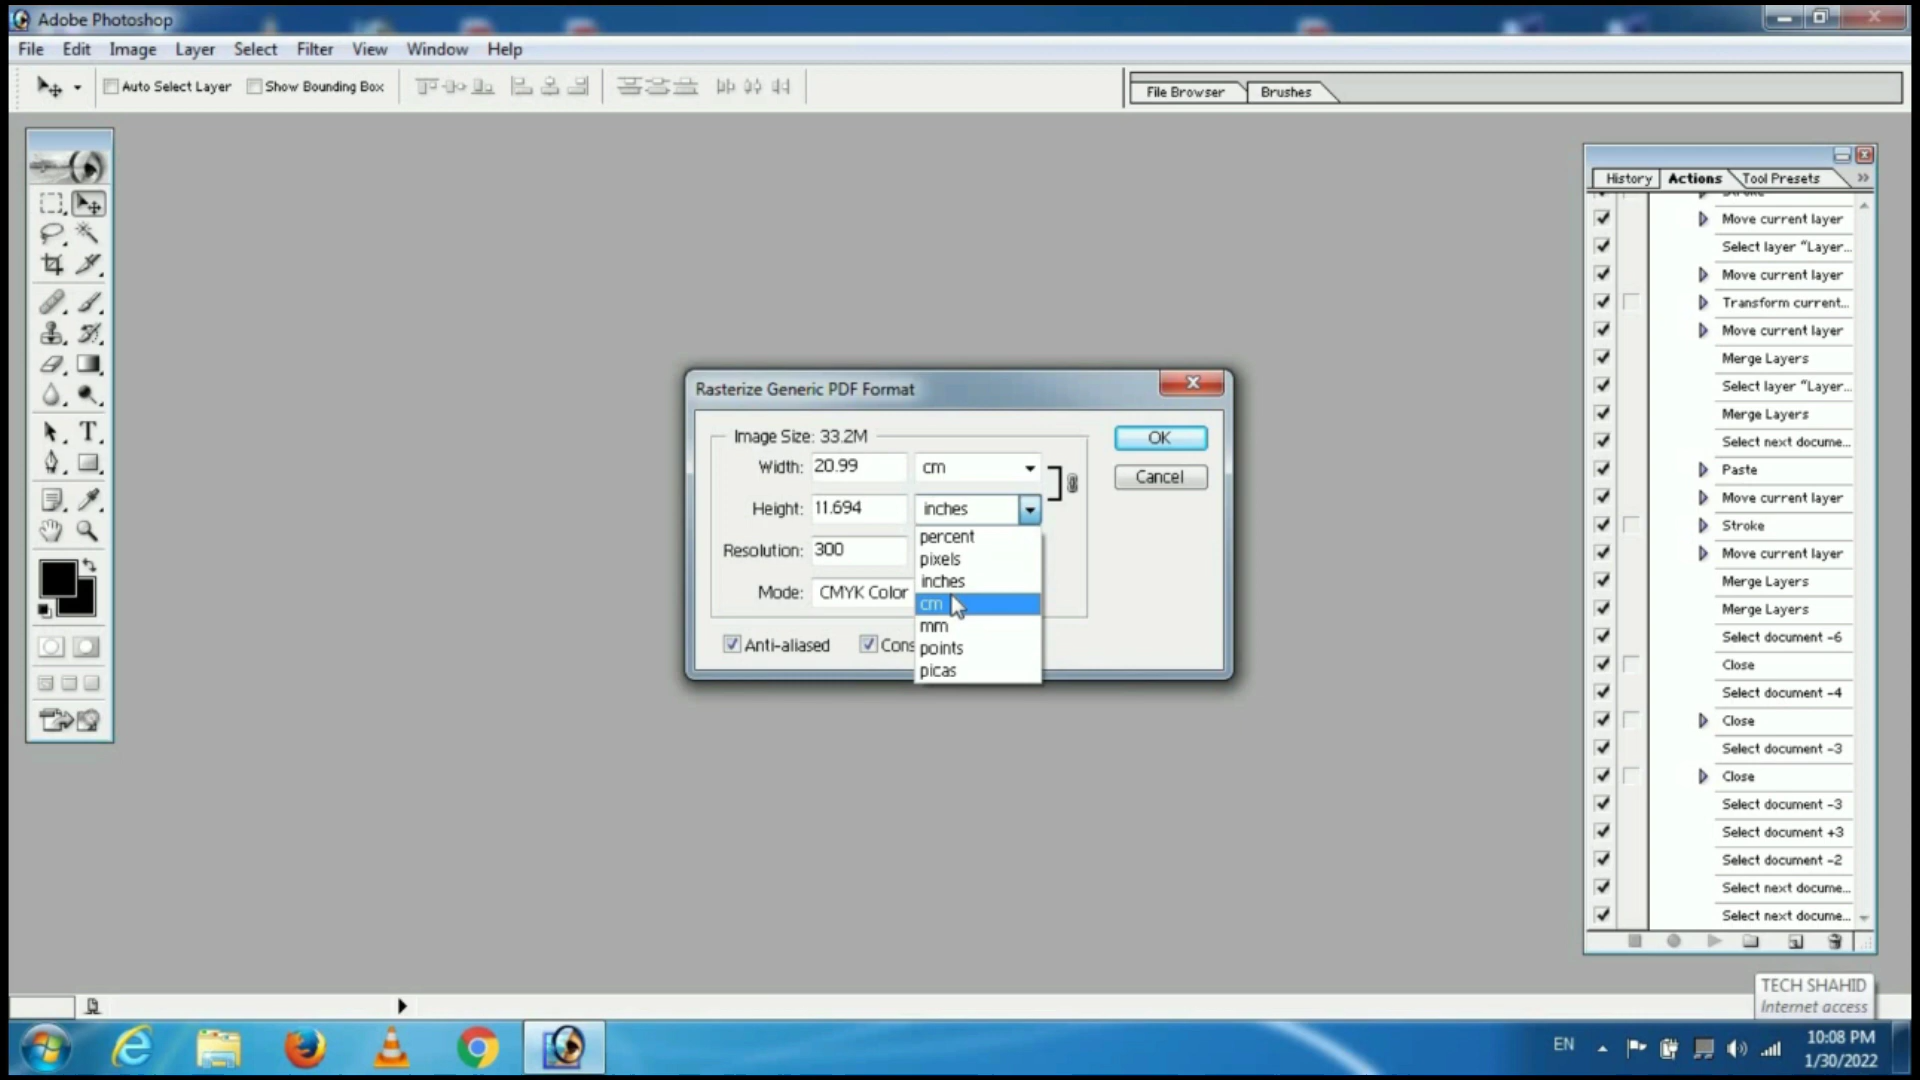 Adobe Photoshop
File Edit Image Layer Select Filter View Window Help
Auto Select Layer Show Bounding Box
File Browser Brushes
History Actions Tool Presets
Stroke
Move current layer
Select layer “Layer...
Move current layer
Transform current...
Move current layer
Merge Layers
Select layer “Layer...
Merge Layers
Select next docume...
Paste
Move current layer
Stroke
Move current layer
Merge Layers
Merge Layers
Select document -6
Close
Select document -4
Close
Select document -3
Close
Select document -3
Select document +3
Select document -2
Select next docume...
Select next docume...
Rasterize Generic PDF Format
Image Size: 33.2M
Width: 20.99 cm
Height: 11.694 inches
Resolution: 300
Mode: CMYK Color
Anti-aliased Cons
percent
pixels
inches
cm
mm
points
picas
OK
Cancel
TECH SHAHID
Internet access
EN
10:08 PM
1/30/2022